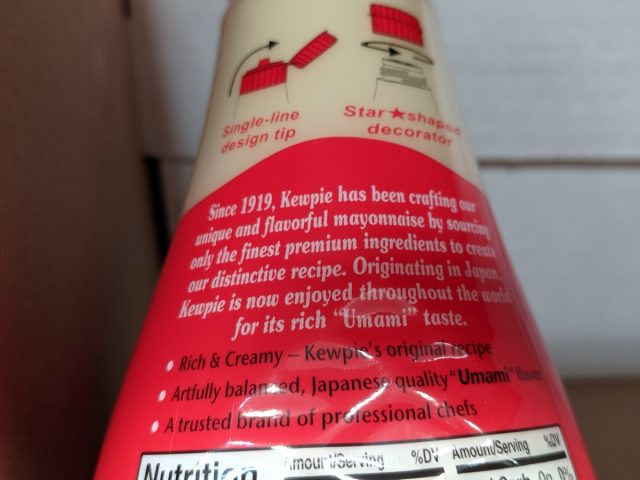 Single-line
design tip
Star★shaped
decorator
Since 1919, Kewpie has been crafting our
unique and flavorful mayonnaise by sourcing
only the finest premium ingredients to create
our distinctive recipe. Originating in Japan,
Kewpie is now enjoyed throughout the world
for its rich “Umami” taste.
• Rich & Creamy – Kewpie's original recipe
• Artfully balanced, Japanese quality “Umami” flavor
• A trusted brand of professional chefs
Nutrition
Amount/Serving %DV Amount/Serving %DV
Carb. 0g 0%